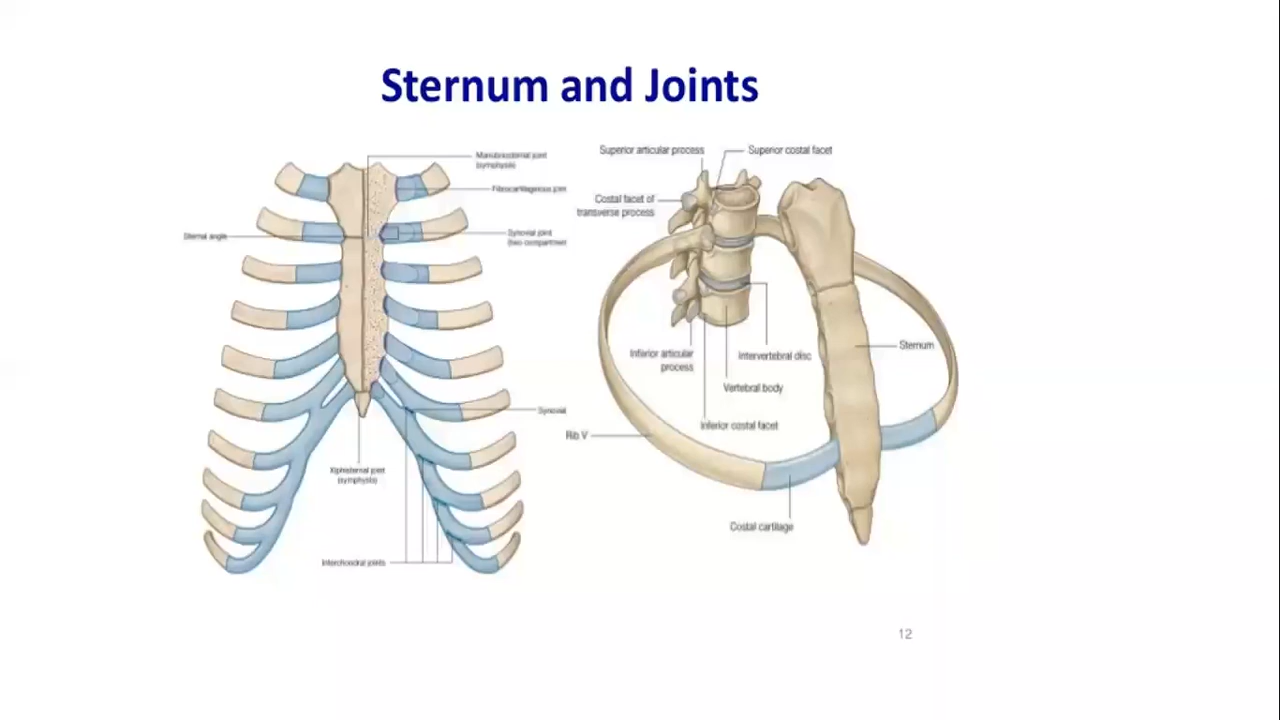 Sternum and Joints
Manubriosternal joint
(symphysis)
Fibrocartilaginous joint
Sternal angle
Synovial joint
(two compartment
Synovial
Xiphisternal joint
(symphysis)
Interchondral joints
Superior articular process
Superior costal facet
Costal facet of
transverse process
Inferior articular
process
Intervertebral disc
Vertebral body
Inferior costal facet
Sternum
Rib V
Costal cartilage
12